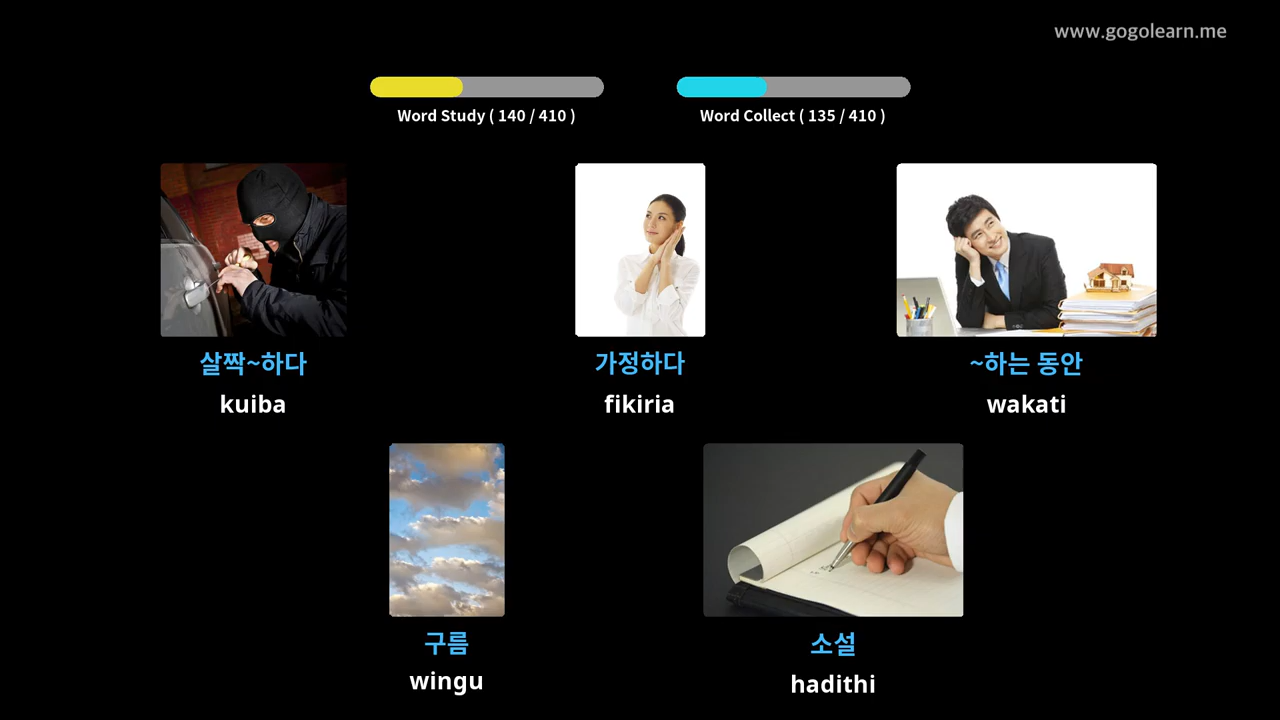 www.gogolearn.me
Word Study ( 140 / 410 )
Word Collect ( 135 / 410 )
살짝~하다
가정하다
~하는 동안
kuiba
fikiria
wakati
구름
소설
wingu
hadithi